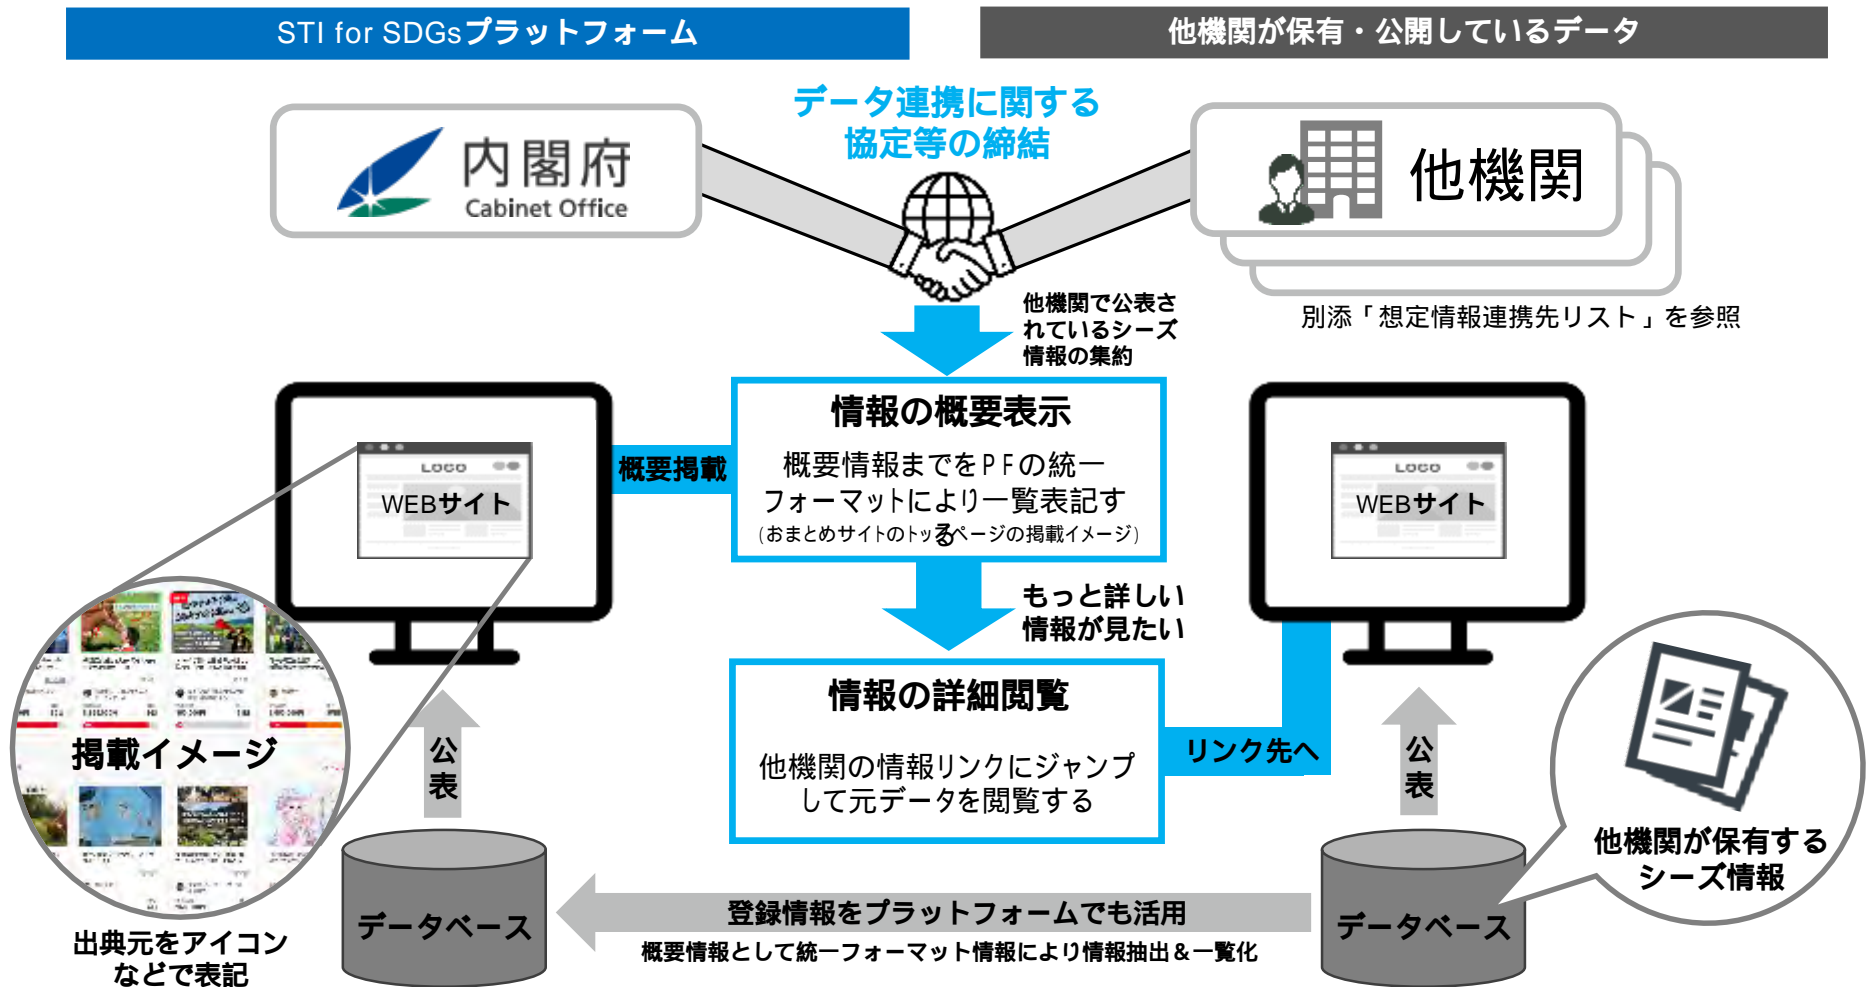 STI for SDGsプラットフォーム
他機関が保有・公開しているデータ
データ連携に関する
協定等の締結
内閣府
Cabinet Office
他機関
別添「想定情報連携先リスト」を参照
他機関で公表さ
れているシーズ
情報の集約
情報の概要表示
概要情報までをPFの統一
フォーマットにより一覧表記す
る
(おまとめサイトのトップページの掲載イメージ)
概要掲載
LOGO
WEBサイト
LOGO
WEBサイト
もっと詳しい
情報が見たい
情報の詳細閲覧
他機関の情報リンクにジャンプ
して元データを閲覧する
リンク先へ
公表
公表
掲載イメージ
出典元をアイコン
などで表記
データベース
登録情報をプラットフォームでも活用
概要情報として統一フォーマット情報により情報抽出&一覧化
データベース
他機関が保有する
シーズ情報